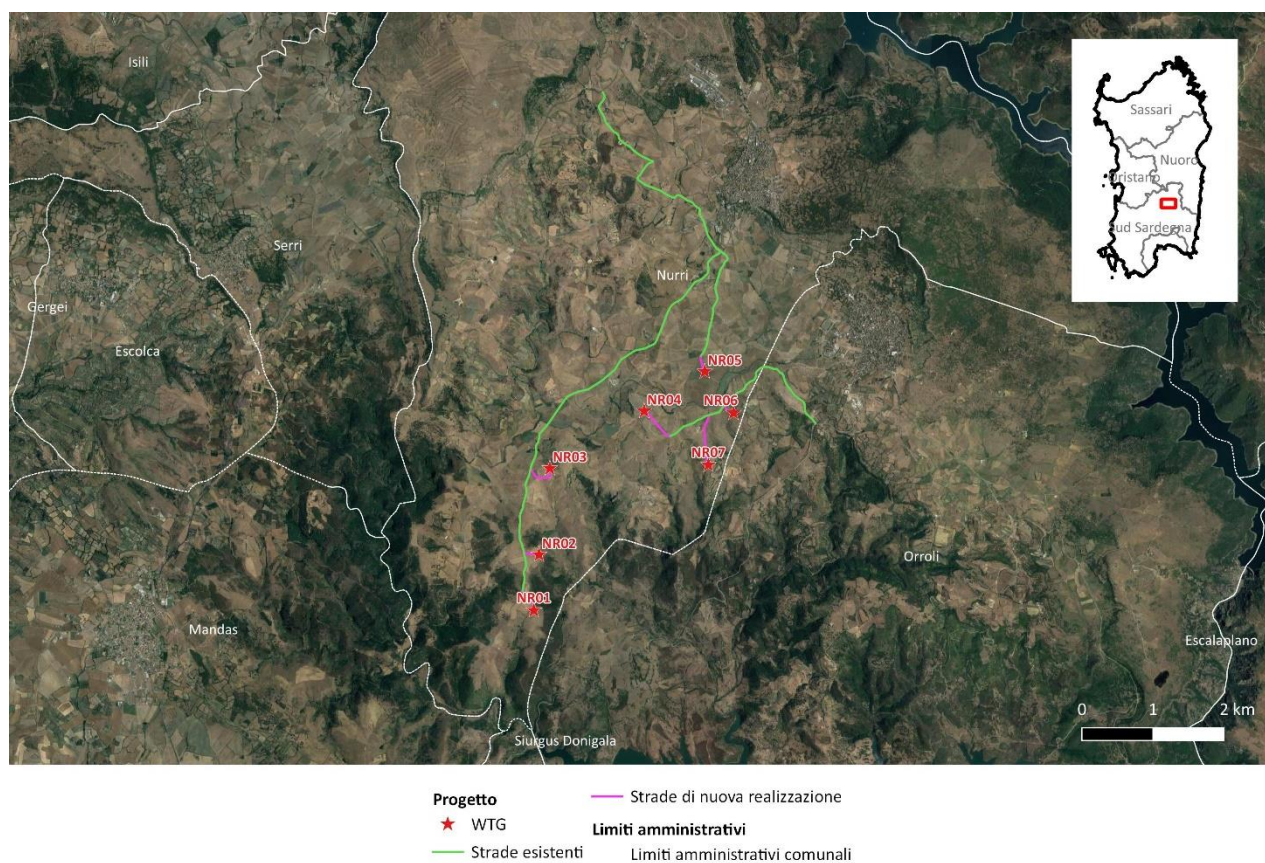 Isili
Sassari
Nuoro
Oristano
Sud Sardegna
Serri
Nurri
Gergei
Escolca
NR05
NR04
NR06
NR07
NR03
NR02
NR01
Orroli
Mandas
Escalaplano
Siurgus Donigala
0 1 2 km
Progetto
WTG
Strade esistenti
Strade di nuova realizzazione
Limiti amministrativi
Limiti amministrativi comunali